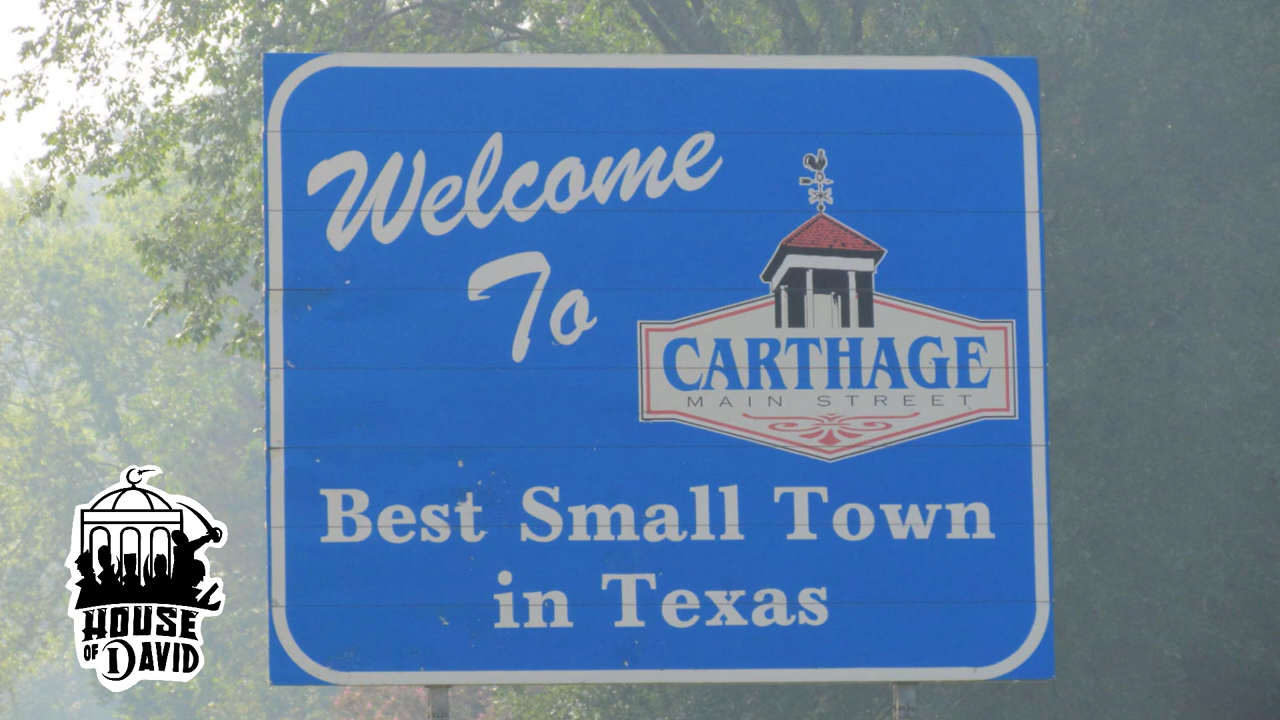 Welcome
To
CARTHAGE
MAIN STREET
Best Small Town
in Texas
HOUSE
OF DAVID